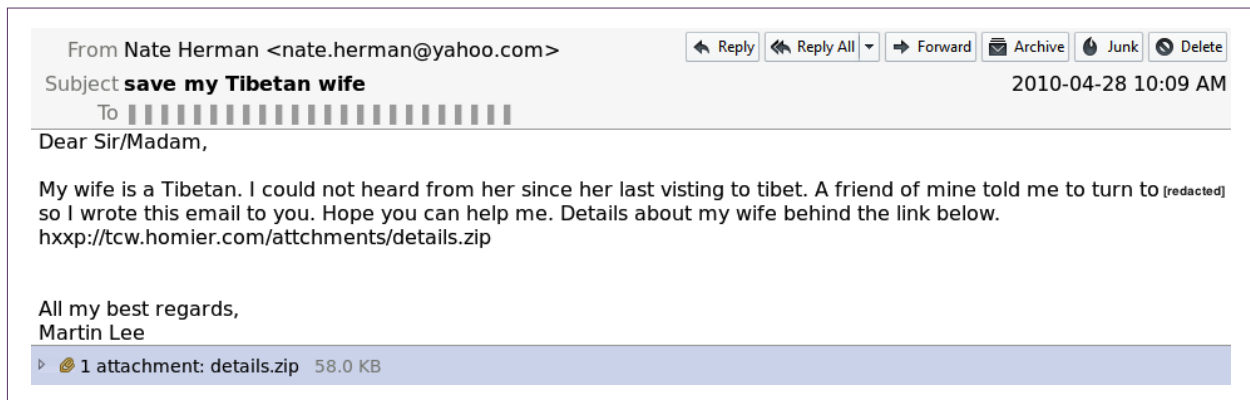 From Nate Herman <nate.herman@yahoo.com> Reply Reply All Forward Archive Junk Delete
Subject save my Tibetan wife 2010-04-28 10:09 AM
To
Dear Sir/Madam,
My wife is a Tibetan. I could not heard from her since her last visting to tibet. A friend of mine told me to turn to [redacted]
so I wrote this email to you. Hope you can help me. Details about my wife behind the link below.
hxxp://tcw.homier.com/attchments/details.zip
All my best regards,
Martin Lee
1 attachment: details.zip 58.0 KB